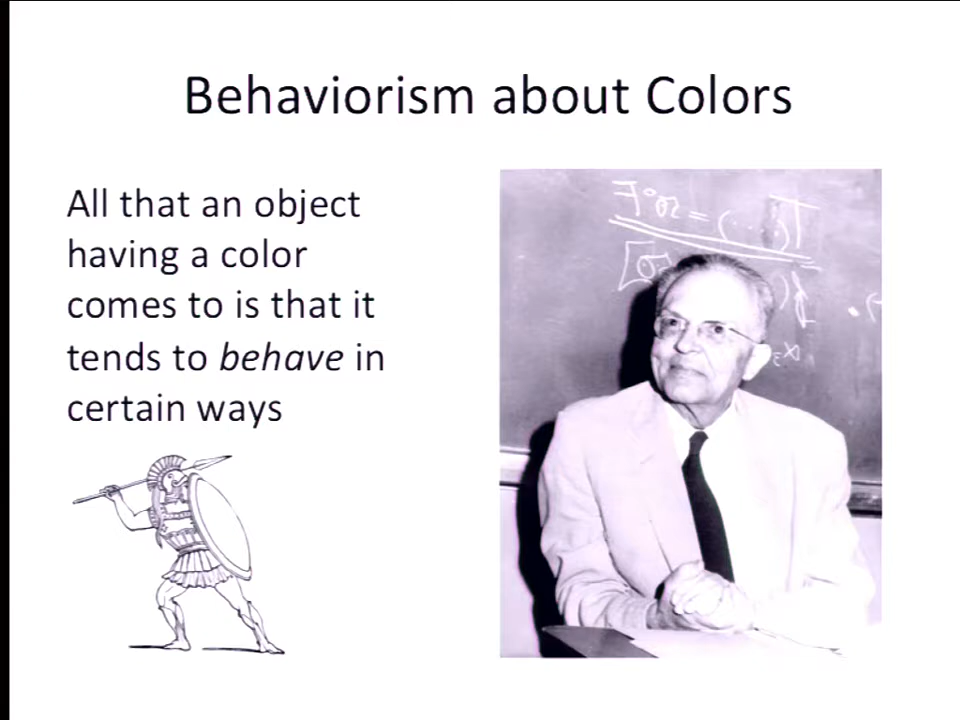 Behaviorism about Colors
All that an object
having a color
comes to is that it
tends to behave in
certain ways